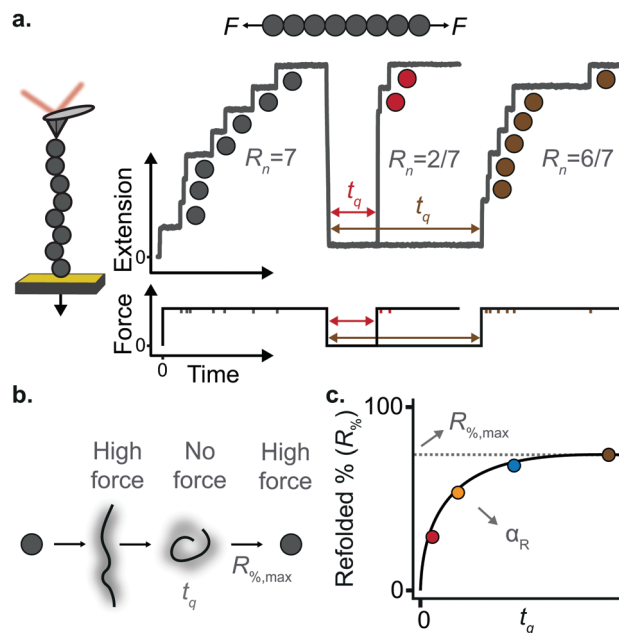 a.
F
F
Rn=7
Rn=2/7
Rn=6/7
tq
tq
Extension
0
Force
0
0
Time
b.
High force
No force
High force
tq
R%,max
c.
100
Refolded % (R%)
R%,max
αR
0
0
tq